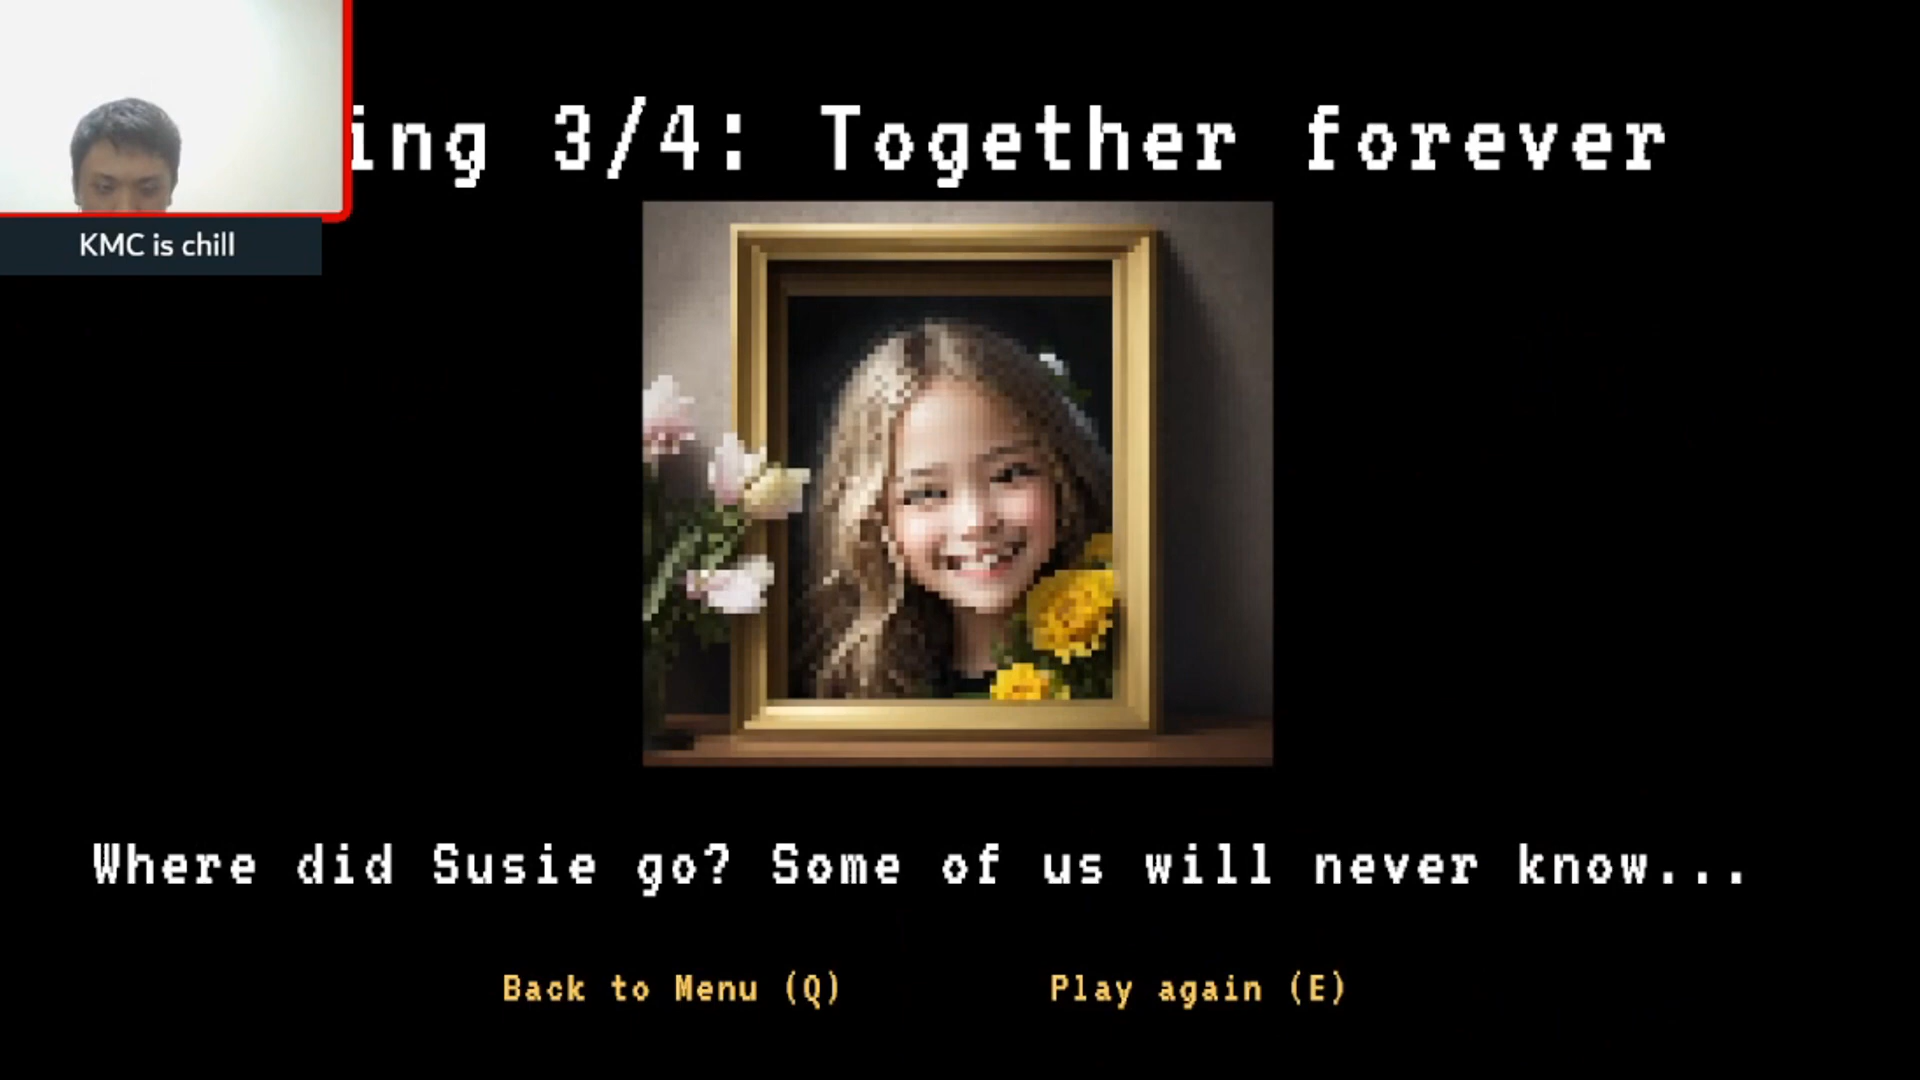 ing 3/4: Together forever
KMC is chill
Where did Susie go? Some of us will never know...
Back to Menu (Q) Play again (E)